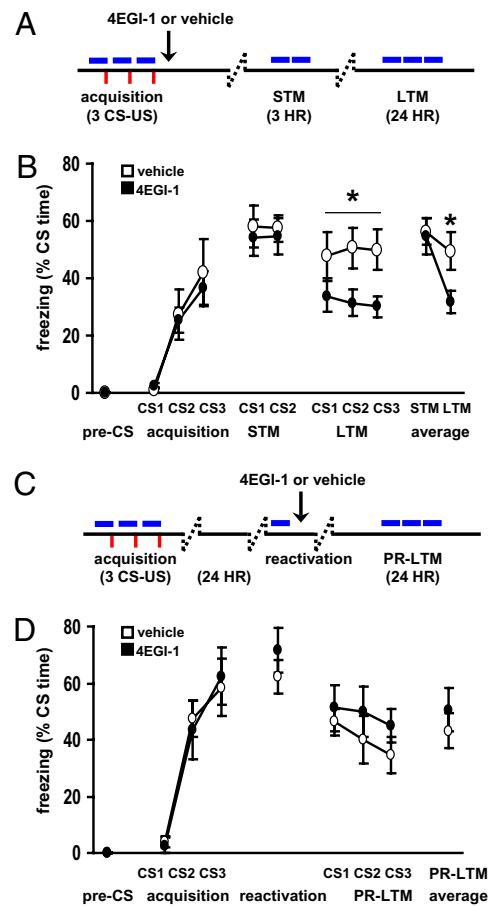 A
4EGI-1 or vehicle
acquisition STM LTM
(3 CS-US) (3 HR) (24 HR)
B
vehicle
4EGI-1
freezing (% CS time)
80
60
40
20
0
* *
CS1 CS2 CS3 CS1 CS2 CS1 CS2 CS3 STM LTM
pre-CS acquisition STM LTM average
C
4EGI-1 or vehicle
acquisition reactivation PR-LTM
(3 CS-US) (24 HR) (24 HR)
D
vehicle
4EGI-1
freezing (% CS time)
80
60
40
20
0
CS1 CS2 CS3 CS1 CS2 CS3 PR-LTM
pre-CS acquisition reactivation PR-LTM average